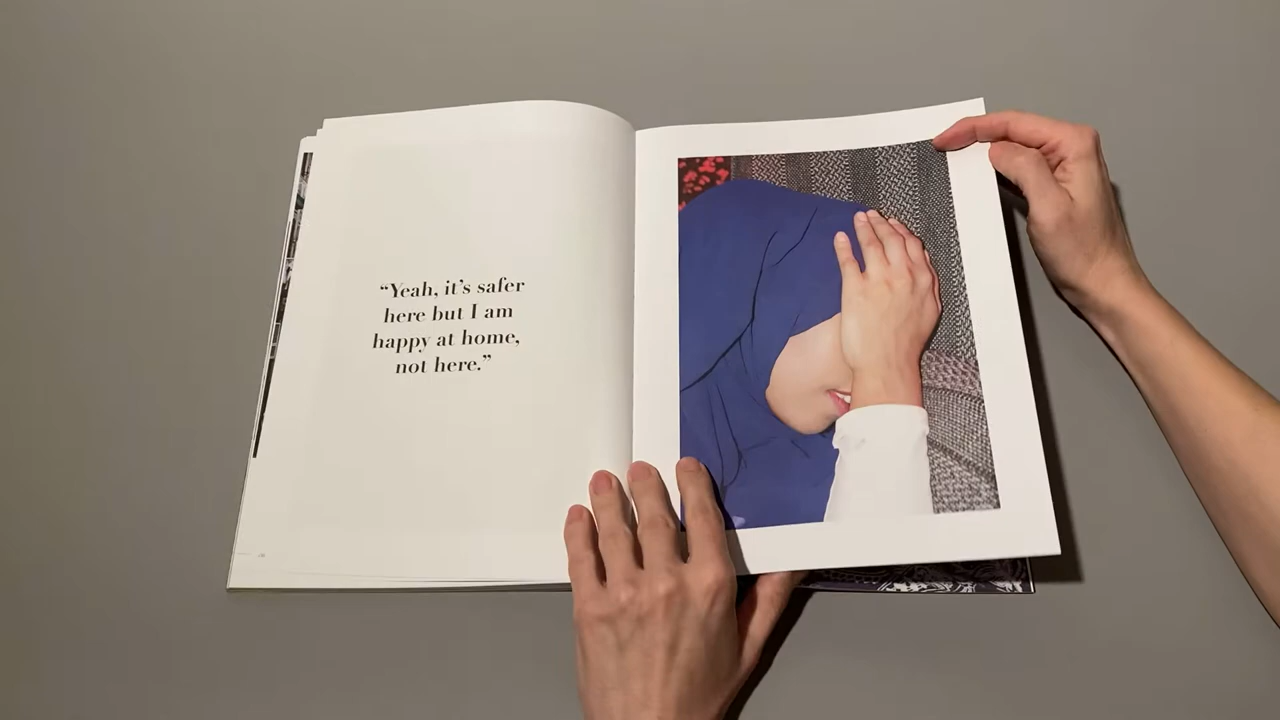 “Yeah, it’s safer
here but I am
happy at home,
not here.”